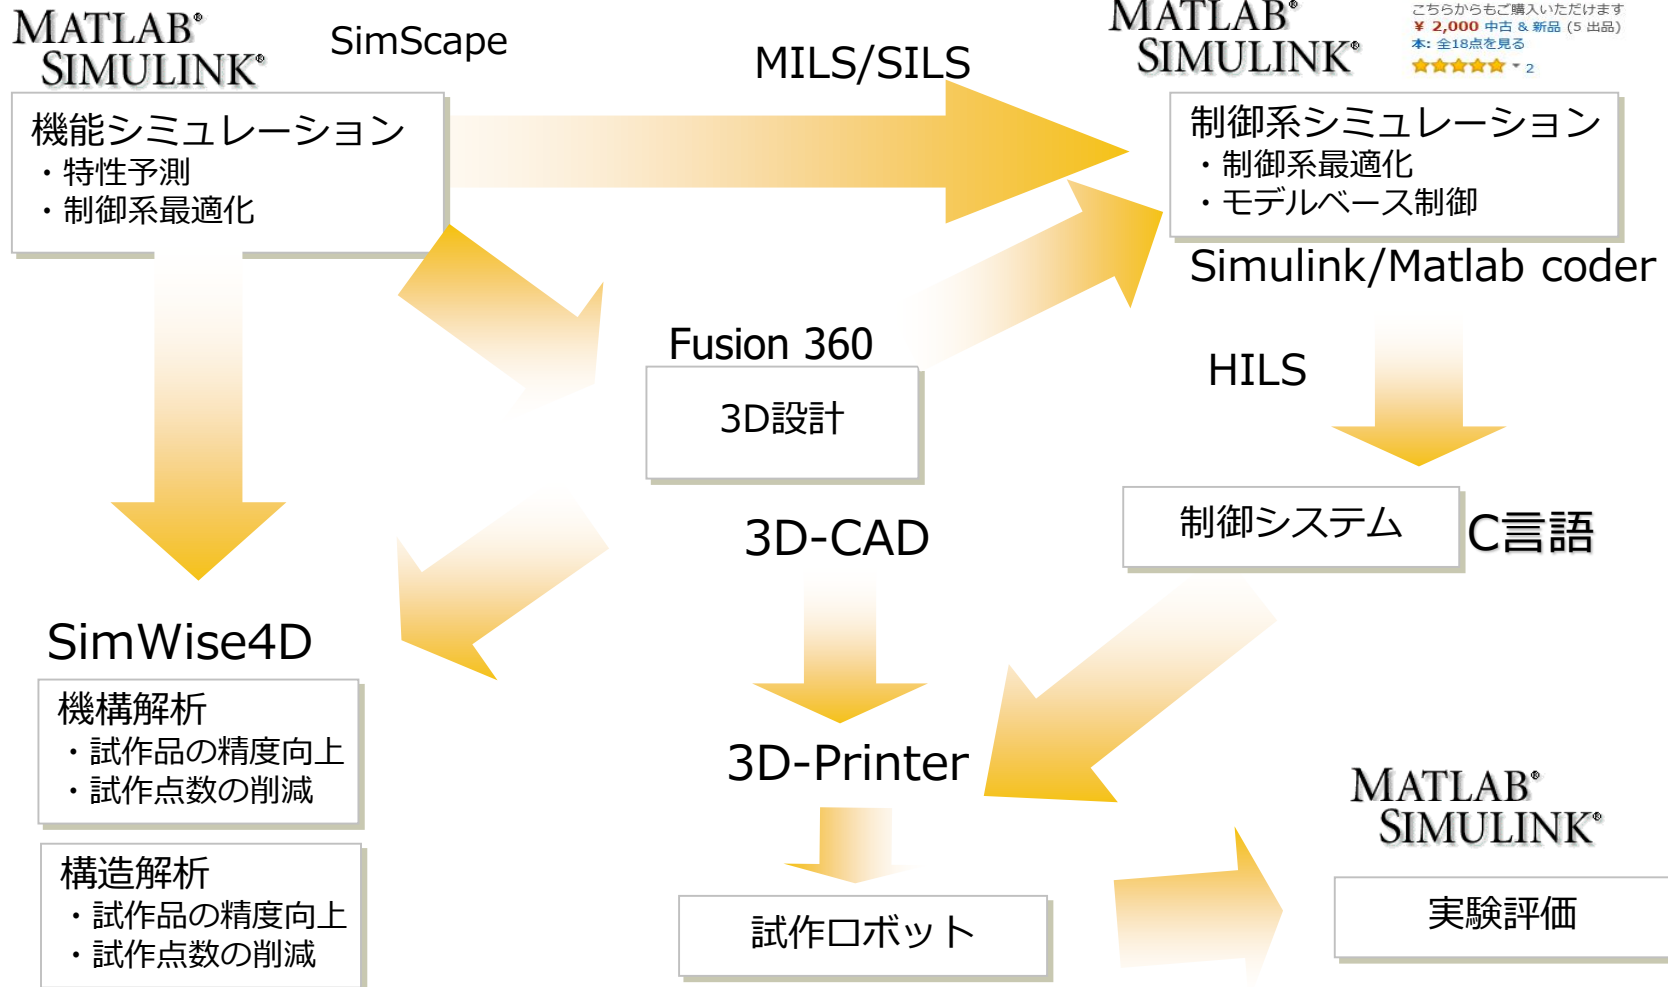 MATLAB®
SIMULINK®
SimScape
MILS/SILS
MATLAB®
SIMULINK®
こちらからもご購入いただけます
¥ 2,000 中古 & 新品 (5 出品)
本: 全18点を見る
2
機能シミュレーション
・特性予測
・制御系最適化
制御系シミュレーション
・制御系最適化
・モデルベース制御
Simulink/Matlab coder
Fusion 360
3D設計
HILS
3D-CAD
制御システム
C言語
SimWise4D
機構解析
・試作品の精度向上
・試作点数の削減
3D-Printer
構造解析
・試作品の精度向上
・試作点数の削減
試作ロボット
MATLAB®
SIMULINK®
実験評価